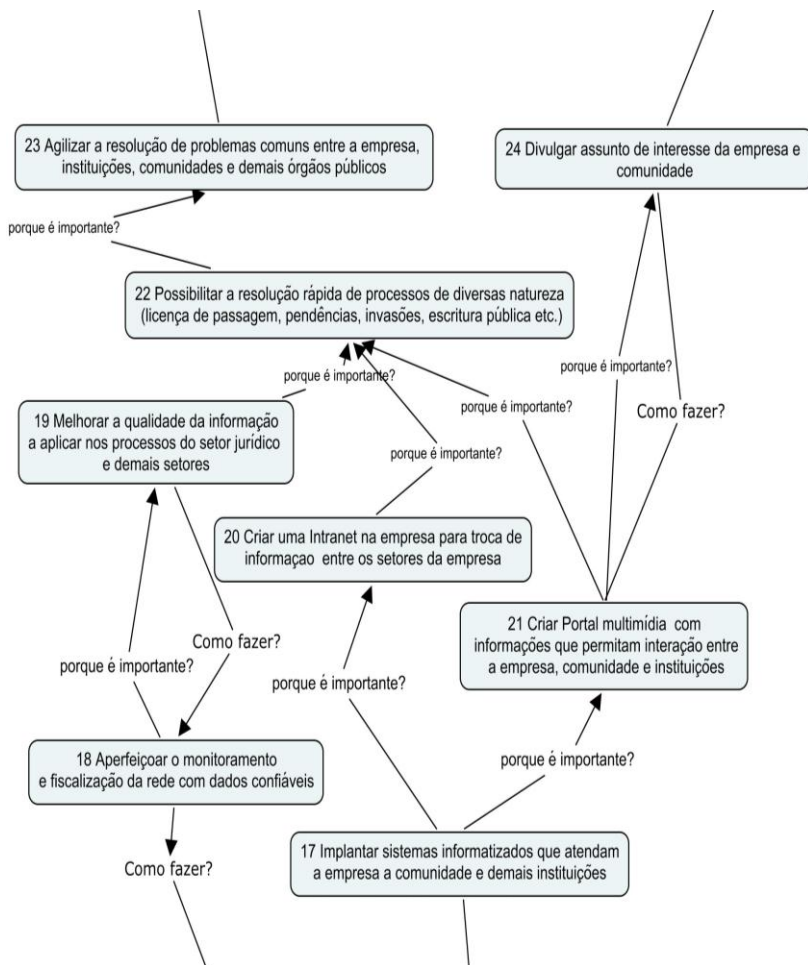 23 Agilizar a resolução de problemas comuns entre a empresa,
instituições, comunidades e demais órgãos públicos
24 Divulgar assunto de interesse da empresa e
comunidade
porque é importante?
22 Possibilitar a resolução rápida de processos de diversas natureza
(licença de passagem, pendências, invasões, escritura pública etc.)
porque é importante?
porque é importante?
porque é importante?
Como fazer?
19 Melhorar a qualidade da informação
a aplicar nos processos do setor jurídico
e demais setores
porque é importante?
20 Criar uma Intranet na empresa para troca de
informaçao entre os setores da empresa
21 Criar Portal multimídia com
informações que permitam interação entre
a empresa, comunidade e instituições
Como fazer?
porque é importante?
porque é importante?
18 Aperfeiçoar o monitoramento
e fiscalização da rede com dados confiáveis
porque é importante?
17 Implantar sistemas informatizados que atendam
a empresa a comunidade e demais instituições
Como fazer?